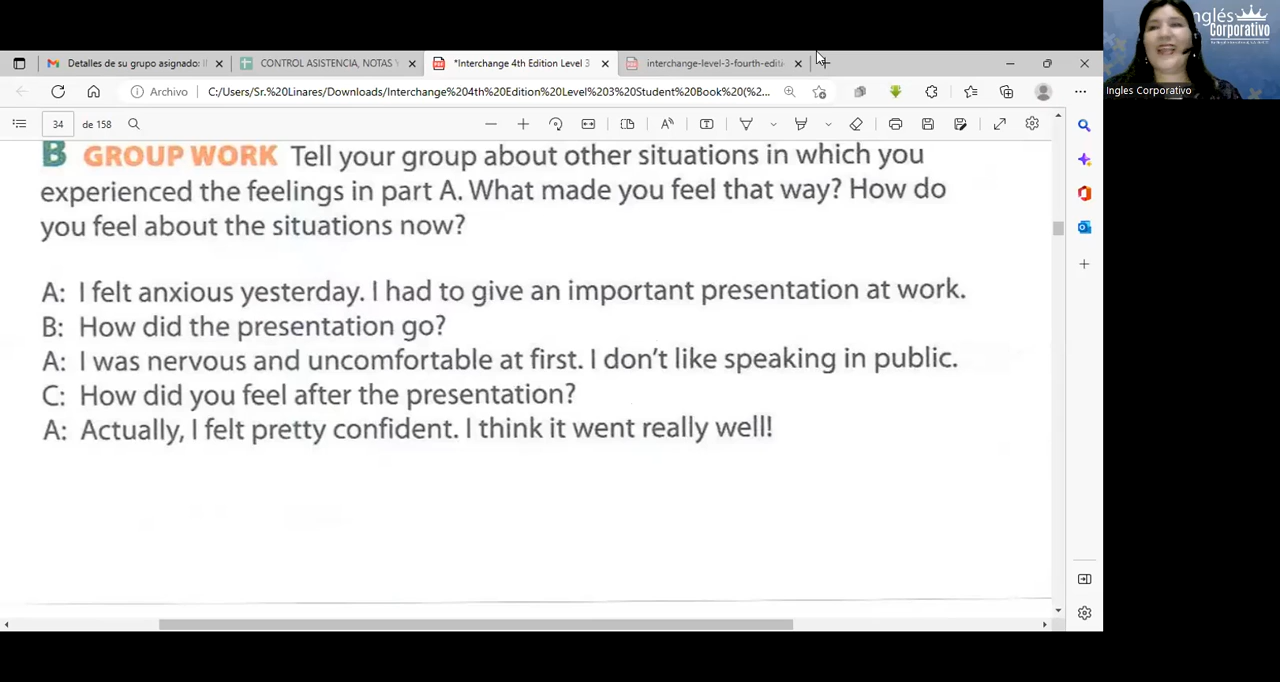 Inglés
Corporativo
Ingles Corporativo
Detalles de su grupo asignado: I
CONTROL ASISTENCIA, NOTAS
*Interchange 4th Edition Level 3
interchange-level-3-fourth-editi
Archivo
C:/Users/Sr.%20Linares/Downloads/Interchange%204th%20Edition%20Level%203%20Student%20Book%20(%2...
34 de 158
B GROUP WORK Tell your group about other situations in which you
experienced the feelings in part A. What made you feel that way? How do
you feel about the situations now?
A: I felt anxious yesterday. I had to give an important presentation at work.
B: How did the presentation go?
A: I was nervous and uncomfortable at first. I don't like speaking in public.
C: How did you feel after the presentation?
A: Actually, I felt pretty confident. I think it went really well!